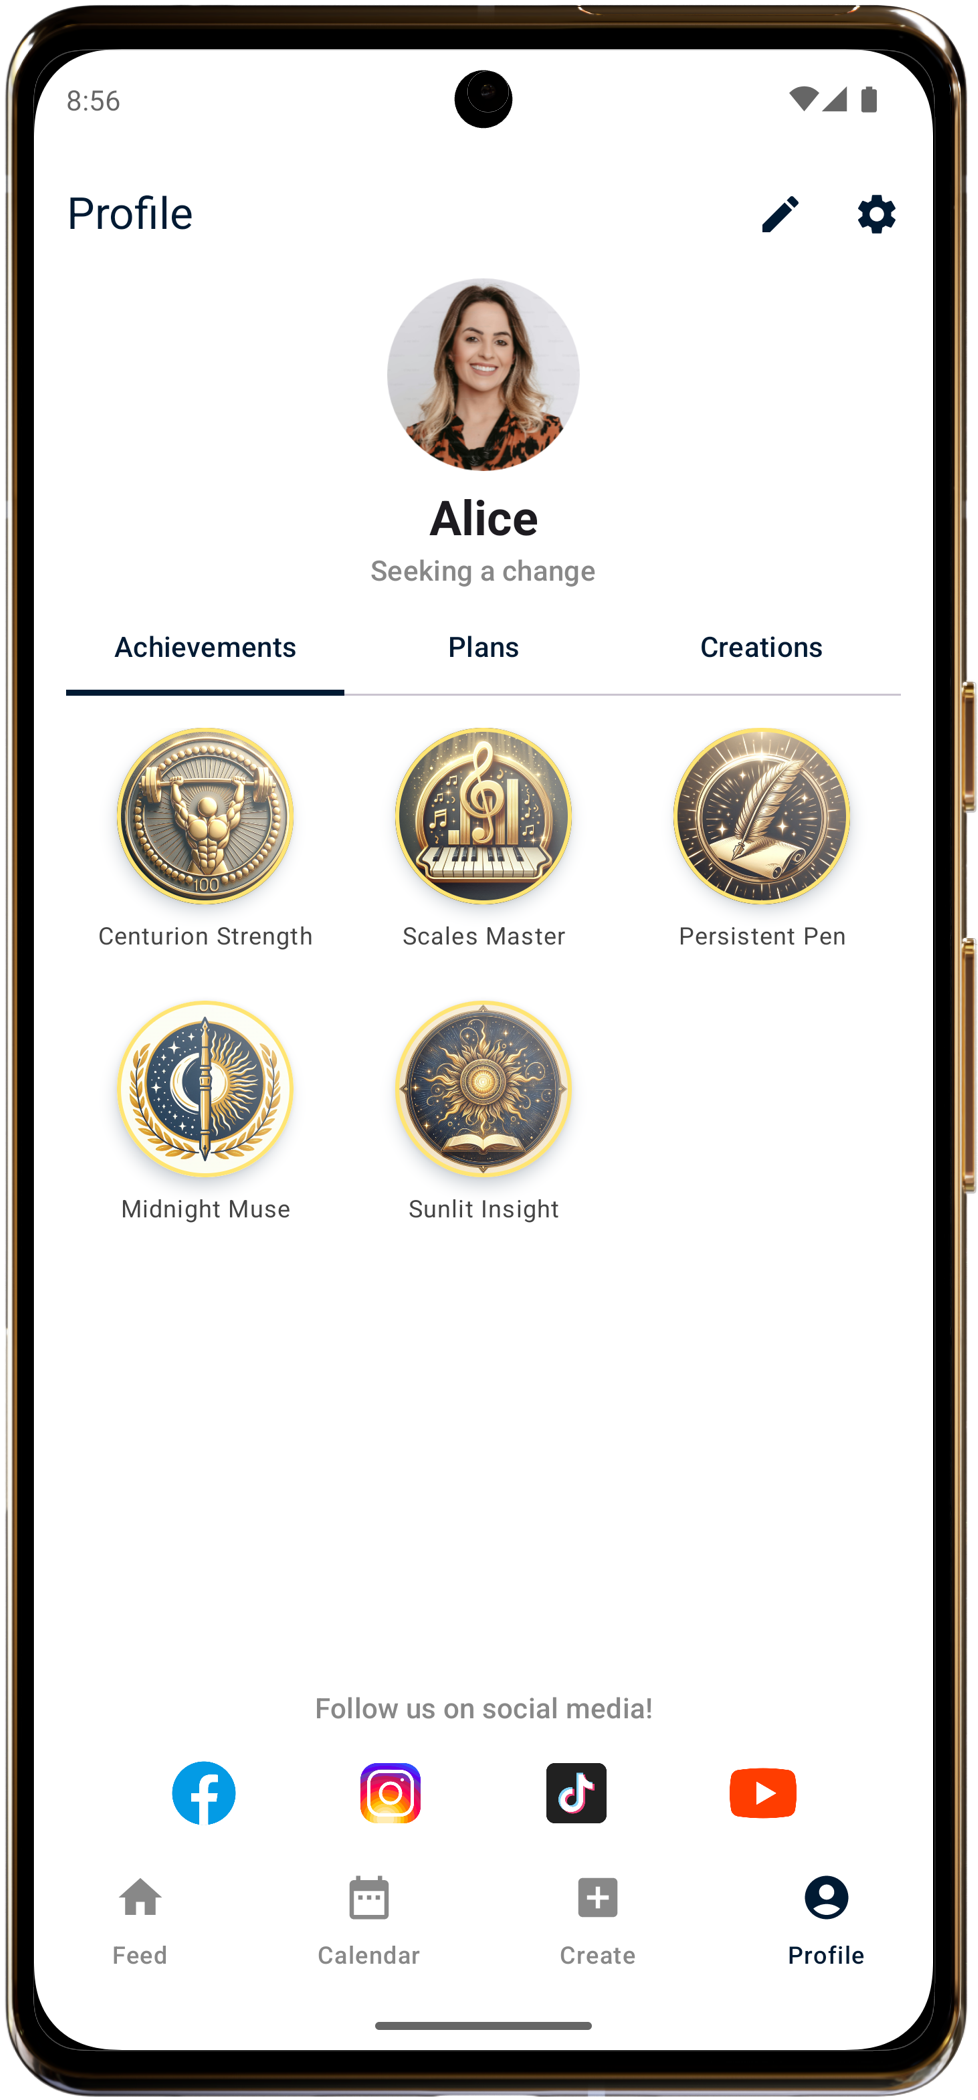 8:56
Profile
Alice
Seeking a change
Achievements Plans Creations
100
Centurion Strength Scales Master Persistent Pen
Midnight Muse Sunlit Insight
Follow us on social media!
Feed Calendar Create Profile